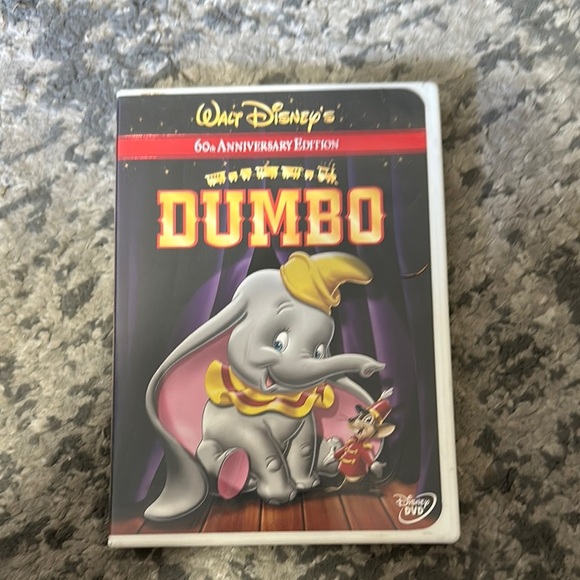 WALT DISNEY'S
60th ANNIVERSARY EDITION
DUMBO
DISNEY
DVD